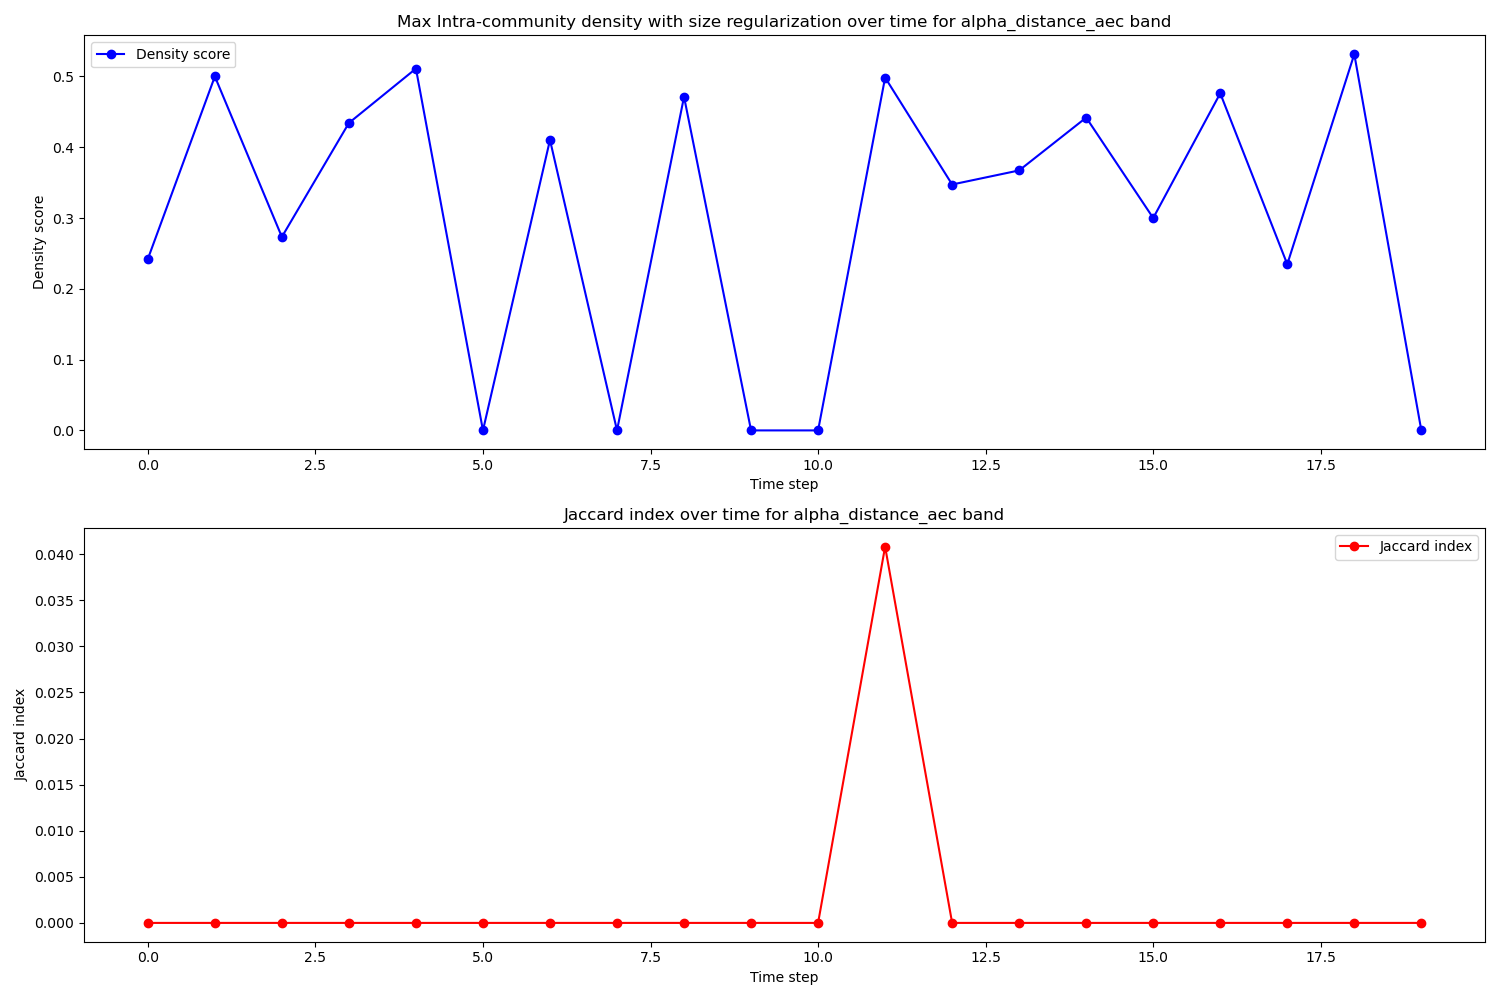 Max Intra-community density with size regularization over time for alpha_distance_aec band
Density score
Density score
0.5
0.4
0.3
0.2
0.1
0.0
0.0 2.5 5.0 7.5 10.0 12.5 15.0 17.5
Time step
Jaccard index over time for alpha_distance_aec band
Jaccard index
Jaccard index
0.040
0.035
0.030
0.025
0.020
0.015
0.010
0.005
0.000
0.0 2.5 5.0 7.5 10.0 12.5 15.0 17.5
Time step